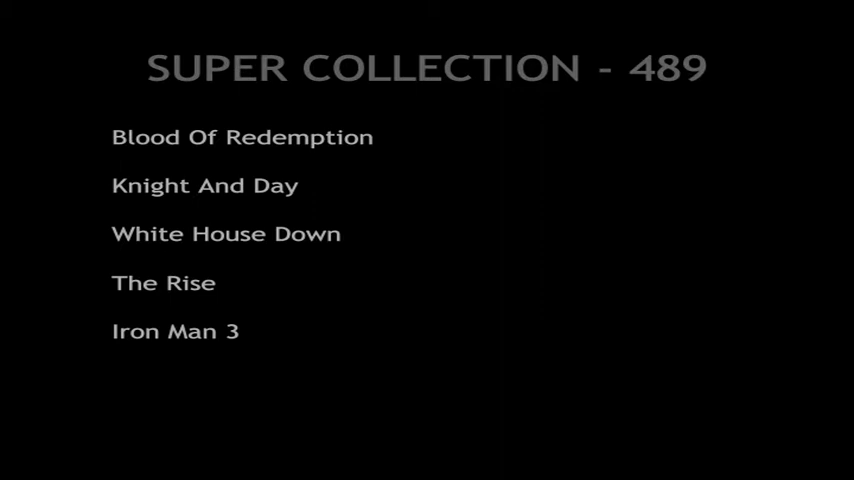 SUPER COLLECTION - 489
Blood Of Redemption
Knight And Day
White House Down
The Rise
Iron Man 3